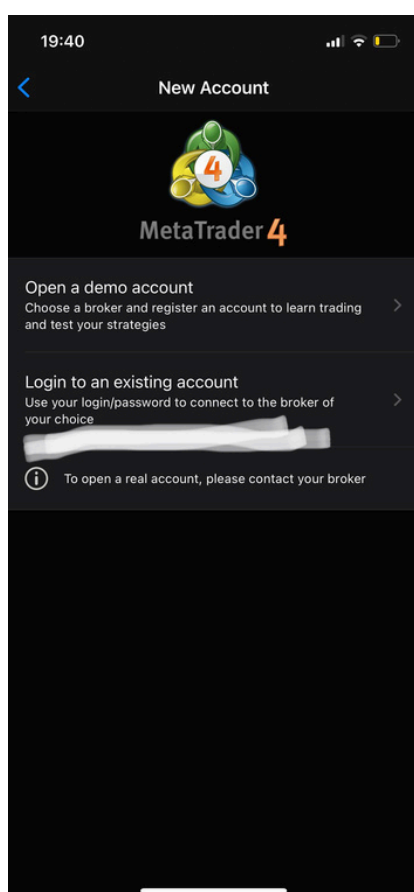 19:40
New Account
4
MetaTrader 4
Open a demo account
Choose a broker and register an account to learn trading
and test your strategies
Login to an existing account
Use your login/password to connect to the broker of
your choice
To open a real account, please contact your broker